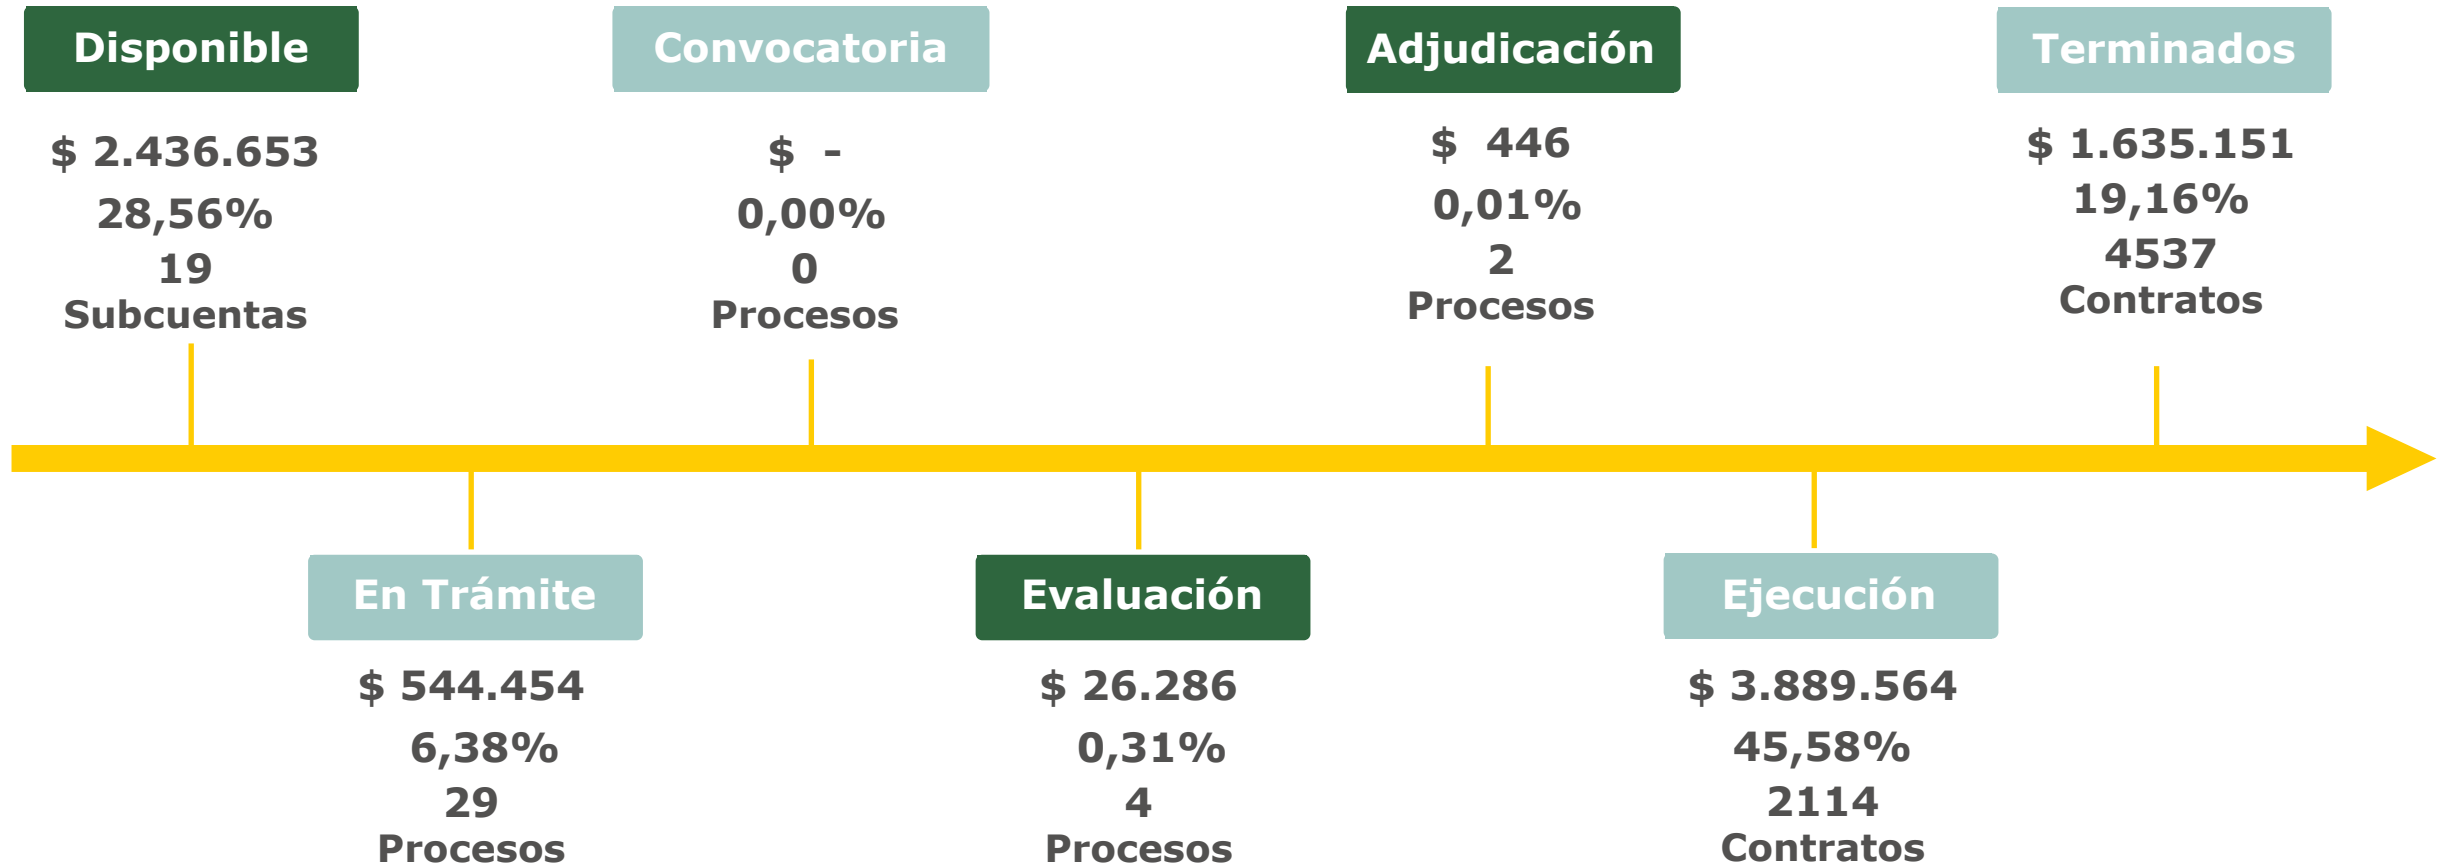 Disponible
$ 2.436.653
28,56%
19
Subcuentas
Convocatoria
$ -
0,00%
0
Procesos
Adjudicación
$ 446
0,01%
2
Procesos
Terminados
$ 1.635.151
19,16%
4537
Contratos
En Trámite
$ 544.454
6,38%
29
Procesos
Evaluación
$ 26.286
0,31%
4
Procesos
Ejecución
$ 3.889.564
45,58%
2114
Contratos